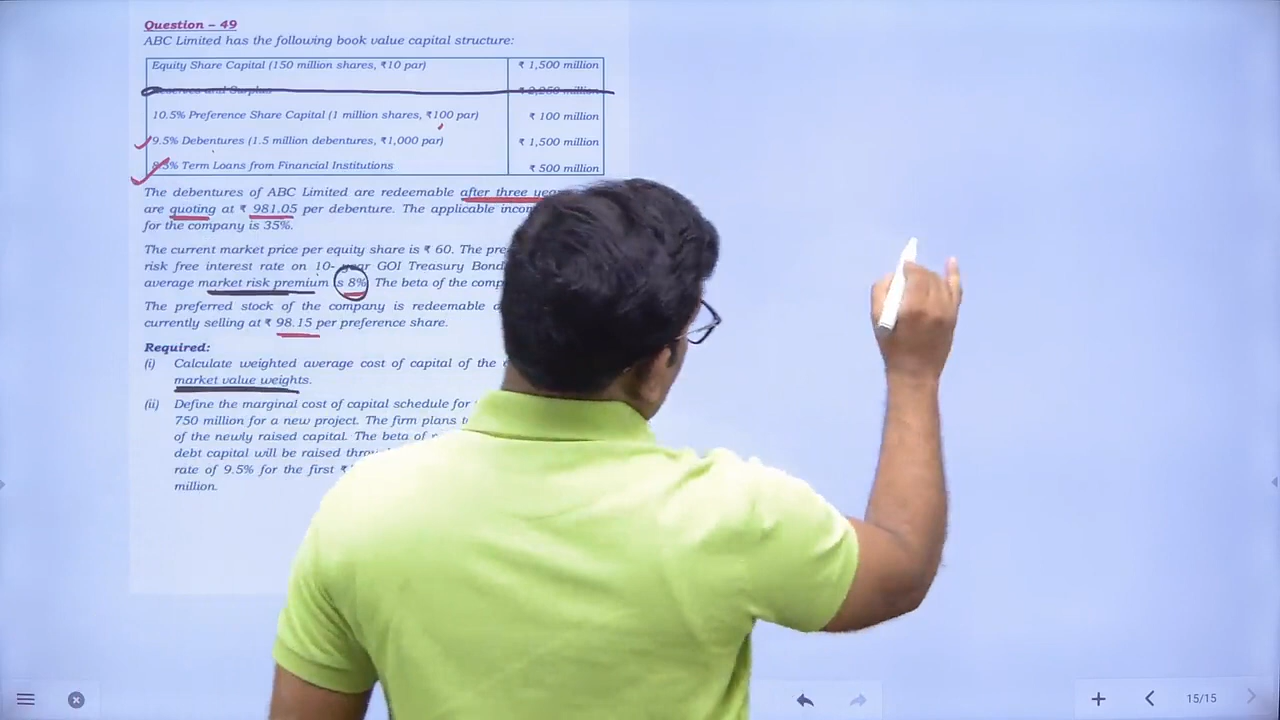 Question – 49
ABC Limited has the following book value capital structure:
Equity Share Capital (150 million shares, ₹10 par) ₹ 1,500 million
Reserves and Surplus ₹ 2,250 million
10.5% Preference Share Capital (1 million shares, ₹100 par) ₹ 100 million
9.5% Debentures (1.5 million debentures, ₹1,000 par) ₹ 1,500 million
8.5% Term Loans from Financial Institutions ₹ 500 million
The debentures of ABC Limited are redeemable after three
are quoting at ₹ 981.05 per debenture. The applicable
for the company is 35%.
The current market price per equity share is ₹ 60. The
risk free interest rate on 10- year GOI Treasury
average market risk premium is 8%. The beta of the
The preferred stock of the company is redeemable
currently selling at ₹ 98.15 per preference share.
Required:
(i) Calculate weighted average cost of capital of the
market value weights.
(ii) Define the marginal cost of capital schedule for
750 million for a new project. The firm plans
of the newly raised capital. The beta of
debt capital will be raised
rate of 9.5% for the first ₹
million.
15/15